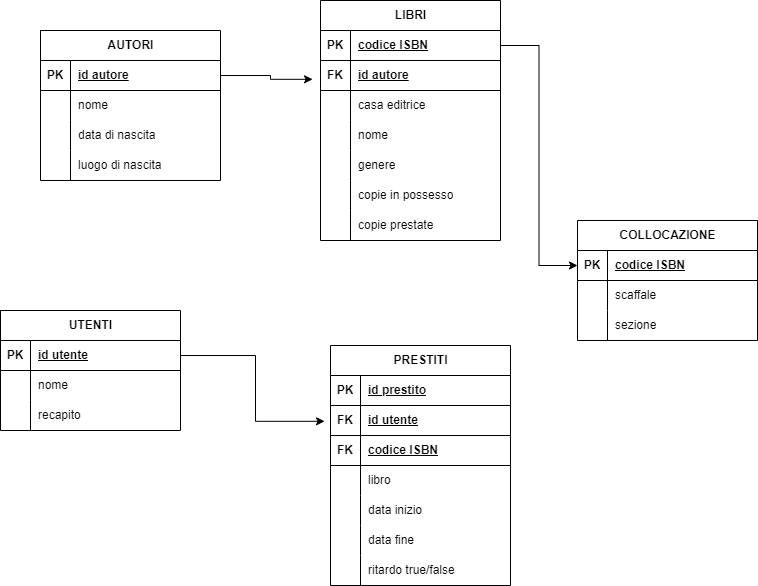 AUTORI
PK id autore
nome
data di nascita
luogo di nascita
LIBRI
PK codice ISBN
FK id autore
casa editrice
nome
genere
copie in possesso
copie prestate
COLLOCAZIONE
PK codice ISBN
scaffale
sezione
UTENTI
PK id utente
nome
recapito
PRESTITI
PK id prestito
FK id utente
FK codice ISBN
libro
data inizio
data fine
ritardo true/false